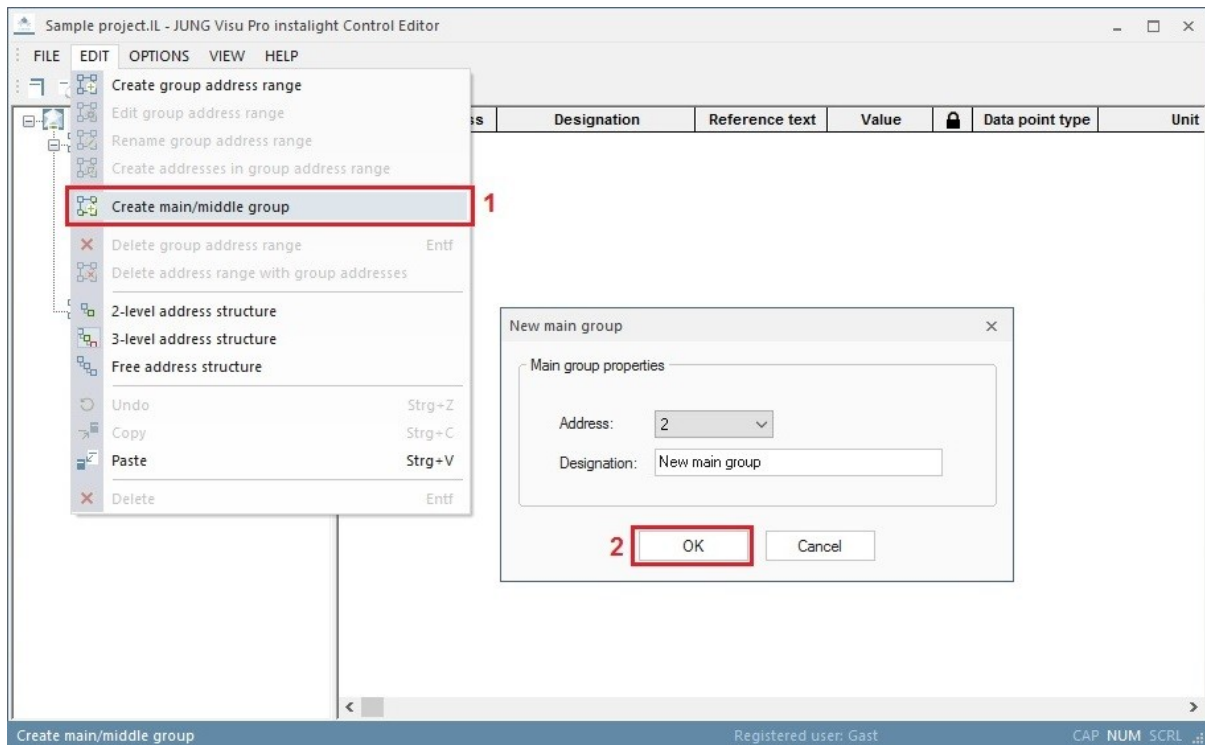 Sample project.IL - JUNG Visu Pro instalight Control Editor
FILE EDIT OPTIONS VIEW HELP
Create group address range
Edit group address range
Rename group address range
Create addresses in group address range
Create main/middle group
1
Delete group address range Entf
Delete address range with group addresses
2-level address structure
3-level address structure
Free address structure
Undo Strg+Z
Copy Strg+C
Paste Strg+V
Delete Entf
ss Designation Reference text Value Data point type Unit
New main group
Main group properties
Address: 2
Designation: New main group
2 OK Cancel
Create main/middle group Registered user: Gast CAP NUM SCRL